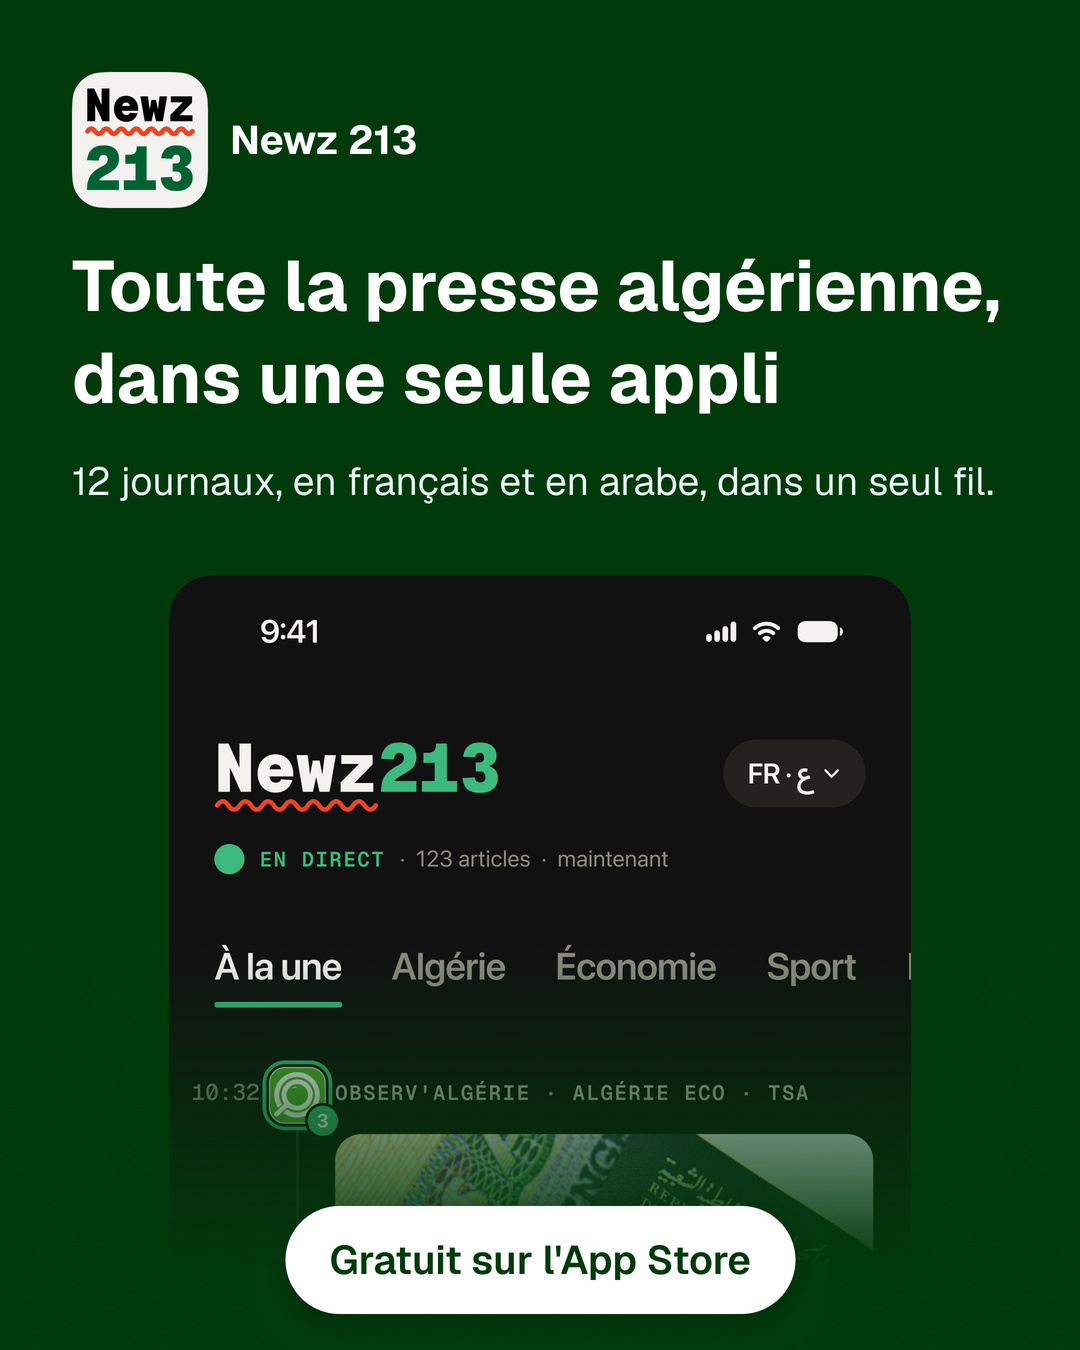 Newz
213
Newz 213
Toute la presse algérienne,
dans une seule appli
12 journaux, en français et en arabe, dans un seul fil.
9:41
Newz213
FR · ع
EN DIRECT · 123 articles · maintenant
À la une Algérie Économie Sport
10:32 OBSERV'ALGÉRIE · ALGÉRIE ECO · TSA
3
Gratuit sur l'App Store